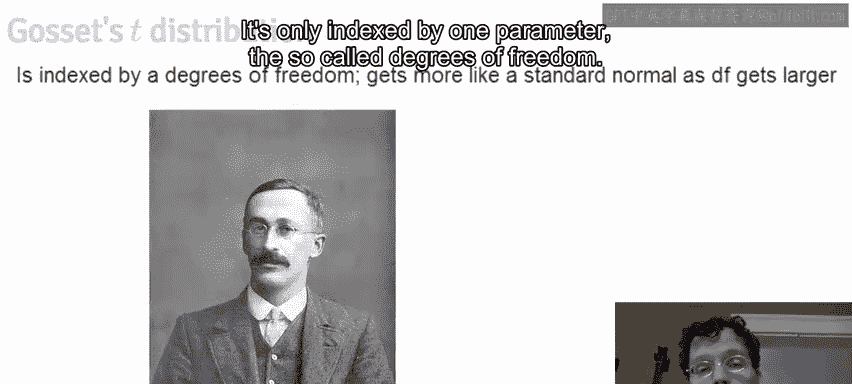 Gosset's t distrib
It's only indexed by one parameter,
the so called degrees of freedom.
Is indexed by a degrees of freedom; gets more like a standard normal as df gets larger